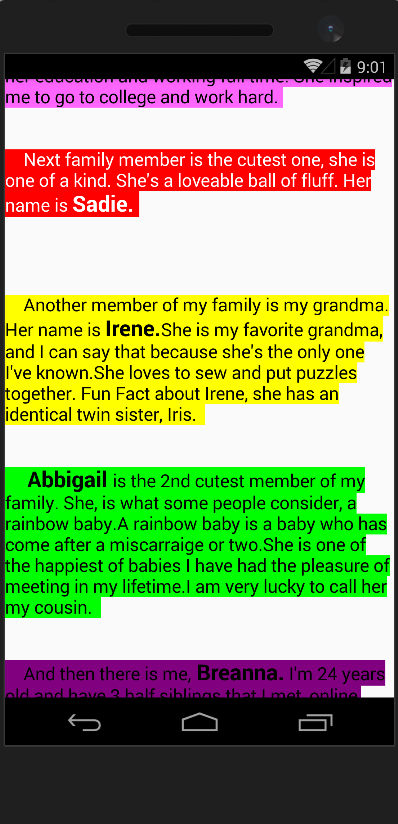 9:01
her education and working full time. She inspired
me to go to college and work hard.
Next family member is the cutest one, she is
one of a kind. She's a loveable ball of fluff. Her
name is Sadie.
Another member of my family is my grandma.
Her name is Irene.She is my favorite grandma,
and I can say that because she's the only one
I've known.She loves to sew and put puzzles
together. Fun Fact about Irene, she has an
identical twin sister, Iris.
Abbigail is the 2nd cutest member of my
family. She, is what some people consider, a
rainbow baby.A rainbow baby is a baby who has
come after a miscarraige or two.She is one of
the happiest of babies I have had the pleasure of
meeting in my lifetime.I am very lucky to call her
my cousin.
And then there is me, Breanna. I'm 24 years
old and have 3 half siblings that I met, online